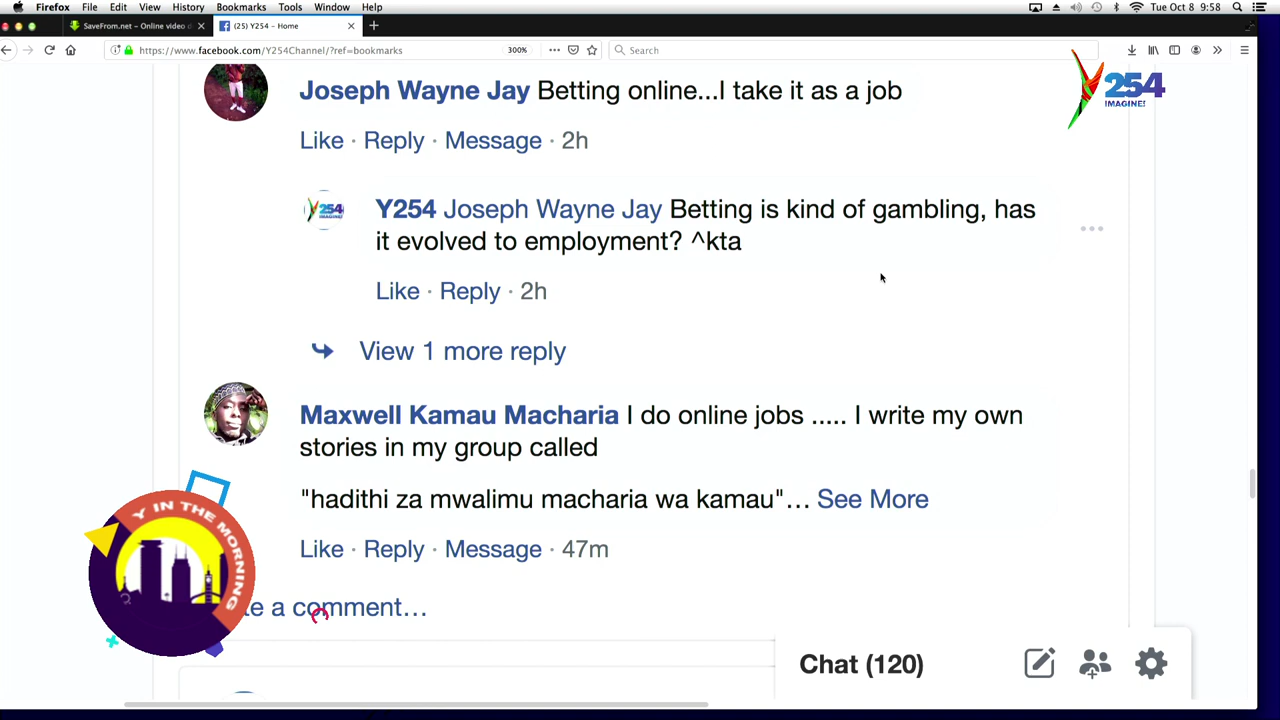 Firefox File Edit View History Bookmarks Tools Window Help Tue Oct 8 9:58
SaveFrom.net – Online video d
(25) Y254 - Home
https://www.facebook.com/Y254Channel/?ref=bookmarks 300% Search
254
IMAGINE!
Joseph Wayne Jay Betting online...I take it as a job
Like · Reply · Message · 2h
Y254 Joseph Wayne Jay Betting is kind of gambling, has
it evolved to employment? ^kta
Like · Reply · 2h
View 1 more reply
Maxwell Kamau Macharia I do online jobs ..... I write my own
stories in my group called
"hadithi za mwalimu macharia wa kamau"... See More
Like · Reply · Message · 47m
Y IN THE MORNING
te a comment...
Chat (120)